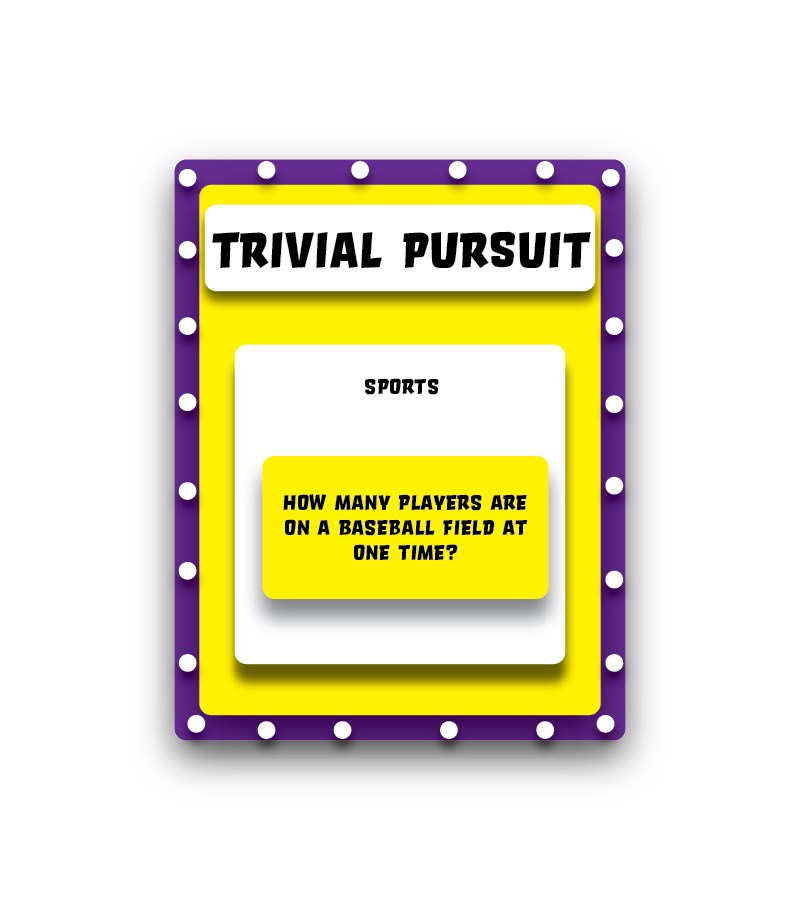 TRIVIAL PURSUIT
SPORTS
HOW MANY PLAYERS ARE
ON A BASEBALL FIELD AT
ONE TIME?